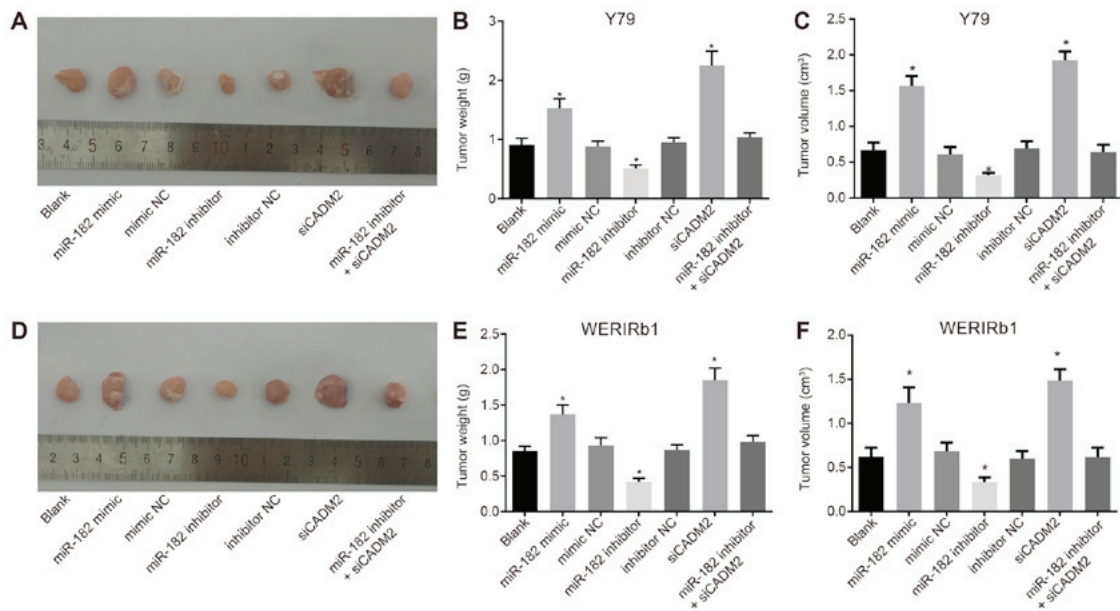 A
3 4 5 6 7 8 9 10 1 2 3 4 5 6 7 8
Blank
miR-182 mimic
mimic NC
miR-182 inhibitor
inhibitor NC
siCADM2
miR-182 inhibitor
+ siCADM2
B
Y79
Tumor weight (g)
3
2
1
0
*
*
*
Blank
miR-182 mimic
mimic NC
miR-182 inhibitor
inhibitor NC
siCADM2
miR-182 inhibitor
+ siCADM2
C
Y79
Tumor volume (cm³)
2.5
2.0
1.5
1.0
0.5
0.0
*
*
*
Blank
miR-182 mimic
mimic NC
miR-182 inhibitor
inhibitor NC
siCADM2
miR-182 inhibitor
+ siCADM2
D
2 3 4 5 6 7 8 9 10 1 2 3 4 5 6 7 8
Blank
miR-182 mimic
mimic NC
miR-182 inhibitor
inhibitor NC
siCADM2
miR-182 inhibitor
+ siCADM2
E
WERIRb1
Tumor weight (g)
2.5
2.0
1.5
1.0
0.5
0.0
*
*
*
Blank
miR-182 mimic
mimic NC
miR-182 inhibitor
inhibitor NC
siCADM2
miR-182 inhibitor
+ siCADM2
F
WERIRb1
Tumor volume (cm³)
2.0
1.5
1.0
0.5
0.0
*
*
*
Blank
miR-182 mimic
mimic NC
miR-182 inhibitor
inhibitor NC
siCADM2
miR-182 inhibitor
+ siCADM2